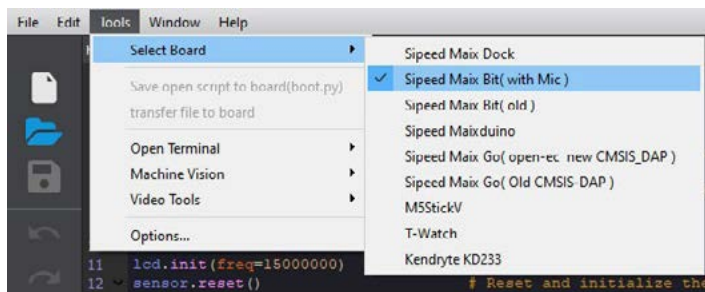 File Edit Tools Window Help
Select Board
Save open script to board(boot.py)
transfer file to board
Open Terminal
Machine Vision
Video Tools
Options...
Sipeed Maix Dock
Sipeed Maix Bit( with Mic )
Sipeed Maix Bit( old )
Sipeed Maixduino
Sipeed Maix Go( open-ec new CMSIS_DAP )
Sipeed Maix Go( Old CMSIS-DAP )
M5StickV
T-Watch
Kendryte KD233
11 lcd.init(freq=15000000)
12 sensor.reset() # Reset and initialize the